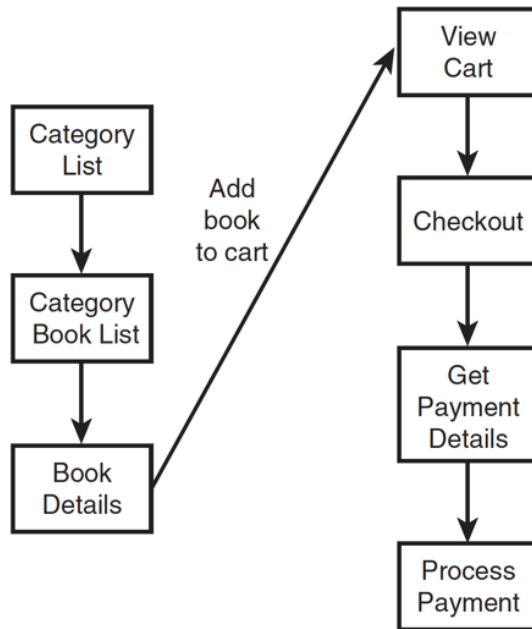 Category
List
Category
Book List
Book
Details
Add
book
to cart
View
Cart
Checkout
Get
Payment
Details
Process
Payment